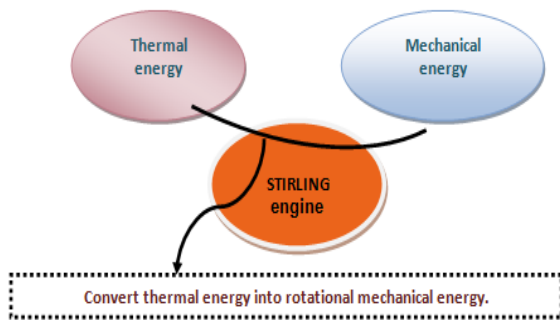 Thermal
energy
Mechanical
energy
STIRLING
engine
Convert thermal energy into rotational mechanical energy.